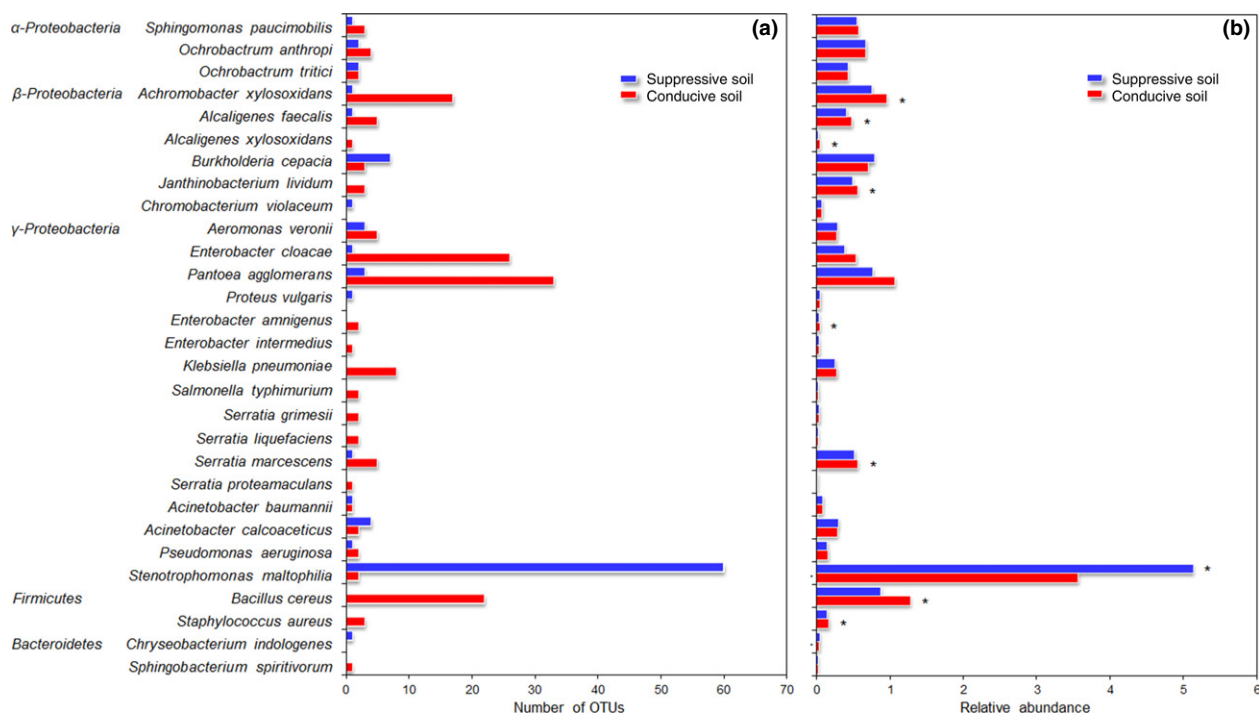 (a)
(b)
α-Proteobacteria Sphingomonas paucimobilis
Ochrobactrum anthropi
Ochrobactrum tritici
β-Proteobacteria Achromobacter xylosoxidans
Alcaligenes faecalis
Alcaligenes xylosoxidans
Burkholderia cepacia
Janthinobacterium lividum
Chromobacterium violaceum
γ-Proteobacteria Aeromonas veronii
Enterobacter cloacae
Pantoea agglomerans
Proteus vulgaris
Enterobacter amnigenus
Enterobacter intermedius
Klebsiella pneumoniae
Salmonella typhimurium
Serratia grimesii
Serratia liquefaciens
Serratia marcescens
Serratia proteamaculans
Acinetobacter baumannii
Acinetobacter calcoaceticus
Pseudomonas aeruginosa
Stenotrophomonas maltophilia
Firmicutes Bacillus cereus
Staphylococcus aureus
Bacteroidetes Chryseobacterium indologenes
Sphingobacterium spiritivorum
Suppressive soil
Conducive soil
0 10 20 30 40 50 60 70
Number of OTUs
Suppressive soil
Conducive soil
*
*
*
*
*
*
*
*
*
0 1 2 3 4 5 6
Relative abundance